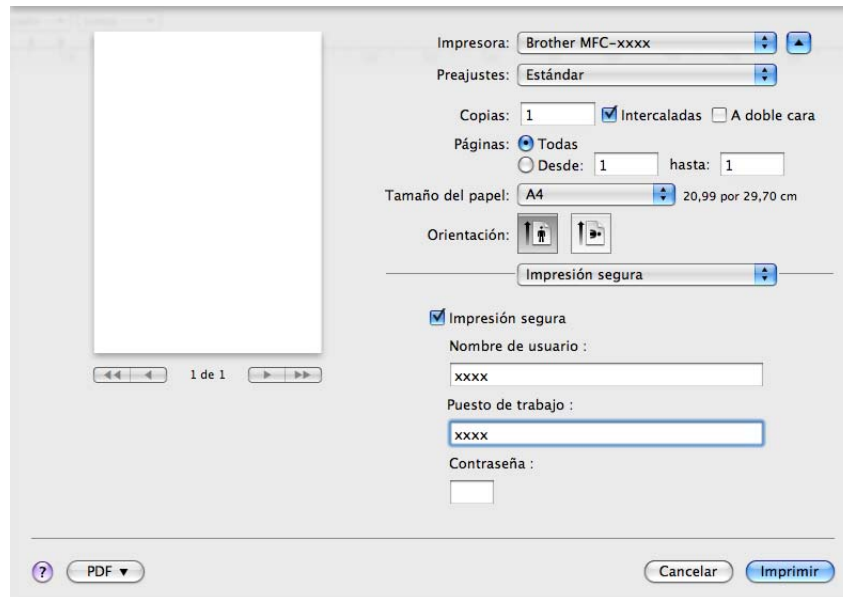 Impresora: Brother MFC-xxxx
Preajustes: Estándar
Copias: 1 Intercaladas A doble cara
Páginas: Todas
Desde: 1 hasta: 1
Tamaño del papel: A4 20,99 por 29,70 cm
Orientación:
Impresión segura
Impresión segura
Nombre de usuario :
xxxx
1 de 1
Puesto de trabajo :
xxxx
Contraseña :
? PDF Cancelar Imprimir